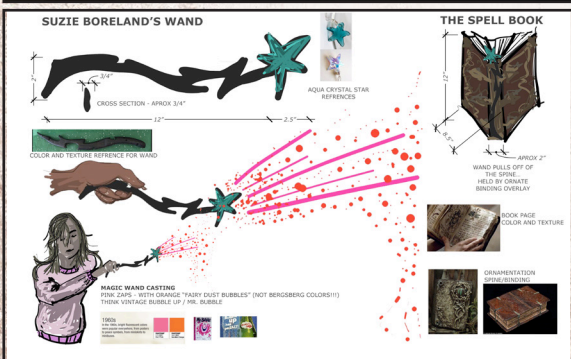 SUZIE BORELAND'S WAND
THE SPELL BOOK
2"
3/4"
CROSS SECTION - APROX 3/4"
12"
2.5"
AQUA CRYSTAL STAR
REFRENCES
COLOR AND TEXTURE REFRENCE FOR WAND
12"
8.5"
APROX 2"
WAND PULLS OFF OF
THE SPINE...
HELD BY ORNATE
BINDING OVERLAY
BOOK PAGE
COLOR AND TEXTURE
MAGIC WAND CASTING
PINK ZAPS - WITH ORANGE "FAIRY DUST BUBBLES" (NOT BERGSBERG COLORS!!!)
THINK VINTAGE BUBBLE UP / MR. BUBBLE
1960s
up
ORNAMENTATION
SPINE/BINDING